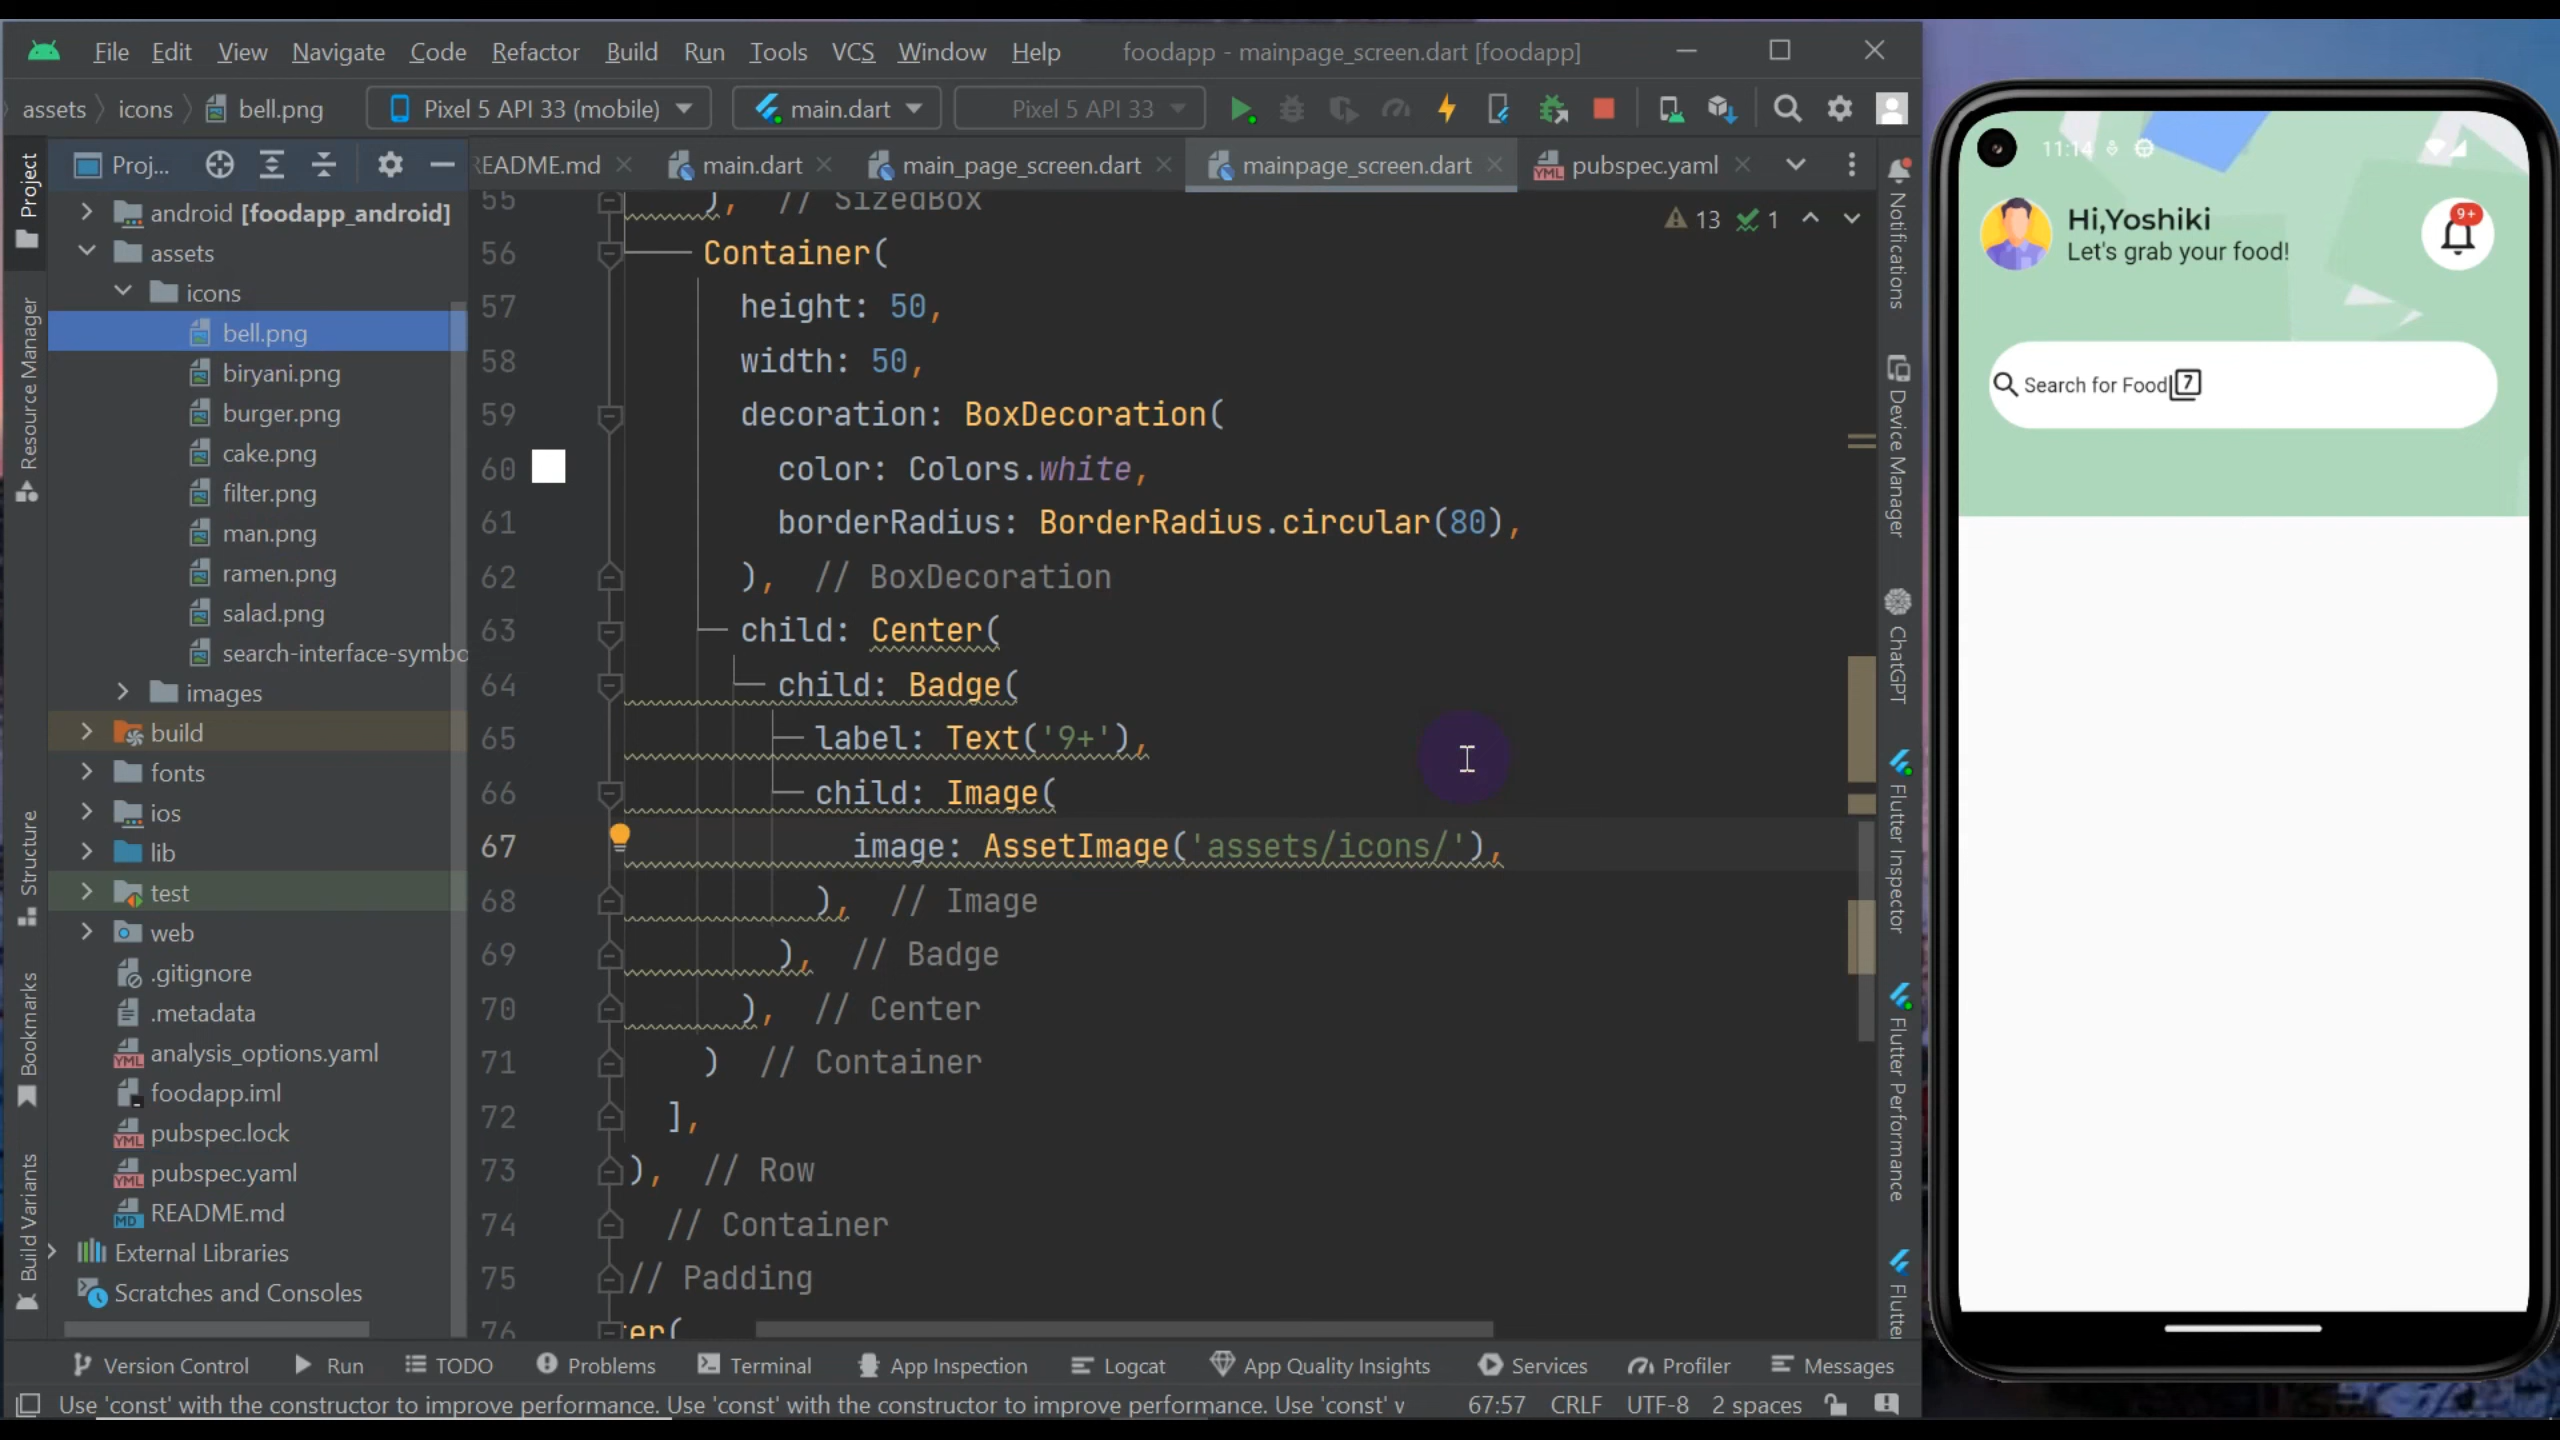 File Edit View Navigate Code Refactor Build Run Tools VCS Window Help foodapp - mainpage_screen.dart [foodapp]
assets icons bell.png Pixel 5 API 33 (mobile) main.dart Pixel 5 API 33
Proj... README.md main.dart main_page_screen.dart mainpage_screen.dart pubspec.yaml
Project
Resource Manager
Structure
Bookmarks
Build Variants
android [foodapp_android]
assets
icons
bell.png
biryani.png
burger.png
cake.png
filter.png
man.png
ramen.png
salad.png
search-interface-symbo
images
build
fonts
ios
lib
test
web
.gitignore
.metadata
analysis_options.yaml
foodapp.iml
pubspec.lock
pubspec.yaml
README.md
External Libraries
Scratches and Consoles
13 1
55 ), // SizedBox
56 Container(
57 height: 50,
58 width: 50,
59 decoration: BoxDecoration(
60 color: Colors.white,
61 borderRadius: BorderRadius.circular(80),
62 ), // BoxDecoration
63 child: Center(
64 child: Badge(
65 label: Text('9+'),
66 child: Image(
67 image: AssetImage('assets/icons/'),
68 ), // Image
69 ), // Badge
70 ), // Center
71 ) // Container
72 ],
73 ), // Row
74 // Container
75 // Padding
76 er(
Notifications
Device Manager
ChatGPT
Flutter Inspector
Flutter Performance
Flutter
Version Control Run TODO Problems Terminal App Inspection Logcat App Quality Insights Services Profiler Messages
Use 'const' with the constructor to improve performance. Use 'const' with the constructor to improve performance. Use 'const' v 67:57 CRLF UTF-8 2 spaces
11:14
Hi,Yoshiki
Let's grab your food!
9+
Search for Food 7